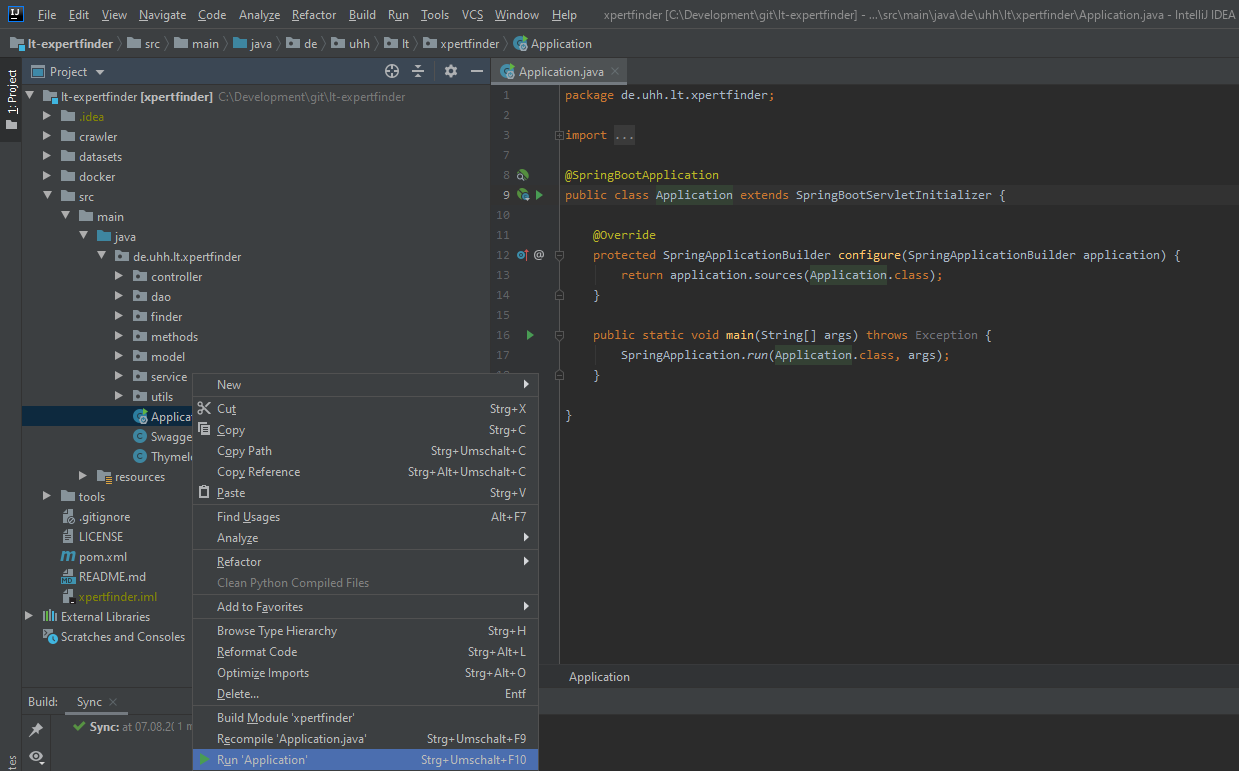 File Edit View Navigate Code Analyze Refactor Build Run Tools VCS Window Help xpertfinder [C:\Development\git\lt-expertfinder] - ...\src\main\java\de\uhh\lt\xpertfinder\Application.java - IntelliJ IDEA
lt-expertfinder src main java de uhh lt xpertfinder Application
1: Project
Project
lt-expertfinder [xpertfinder] C:\Development\git\lt-expertfinder
.idea
crawler
datasets
docker
src
main
java
de.uhh.lt.xpertfinder
controller
dao
finder
methods
model
service
utils
Applica
Swagge
Thymel
resources
tools
.gitignore
LICENSE
pom.xml
README.md
xpertfinder.iml
External Libraries
Scratches and Consoles
Application.java
1 package de.uhh.lt.xpertfinder;
2
3 import ...
7
8 @SpringBootApplication
9 public class Application extends SpringBootServletInitializer {
10
11 @Override
12 @ protected SpringApplicationBuilder configure(SpringApplicationBuilder application) {
13 return application.sources(Application.class);
14 }
15
16 public static void main(String[] args) throws Exception {
17 SpringApplication.run(Application.class, args);
}
}
New
Cut Strg+X
Copy Strg+C
Copy Path Strg+Umschalt+C
Copy Reference Strg+Alt+Umschalt+C
Paste Strg+V
Find Usages Alt+F7
Analyze
Refactor
Clean Python Compiled Files
Add to Favorites
Browse Type Hierarchy Strg+H
Reformat Code Strg+Alt+L
Optimize Imports Strg+Alt+O
Delete... Entf
Build Module 'xpertfinder'
Recompile 'Application.java' Strg+Umschalt+F9
Run 'Application' Strg+Umschalt+F10
Application
Build: Sync
Sync: at 07.08.20 1 m